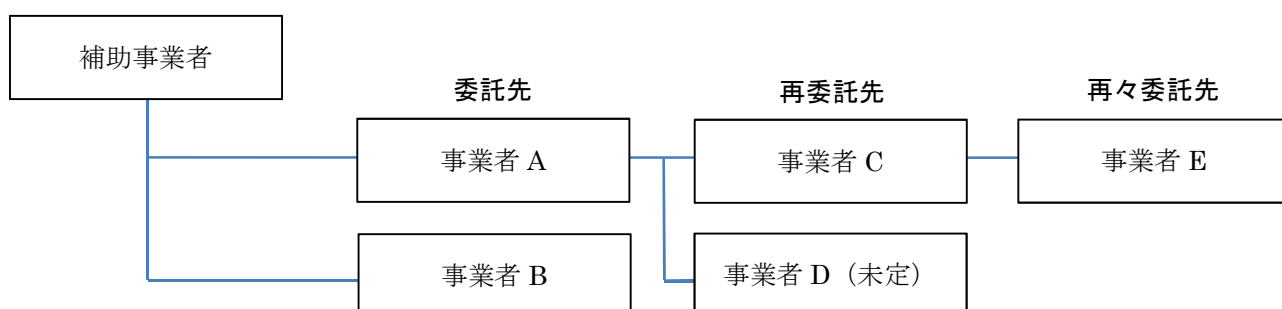 補助事業者
委託先
再委託先
再々委託先
事業者 A
事業者 C
事業者 E
事業者 B
事業者 D（未定）